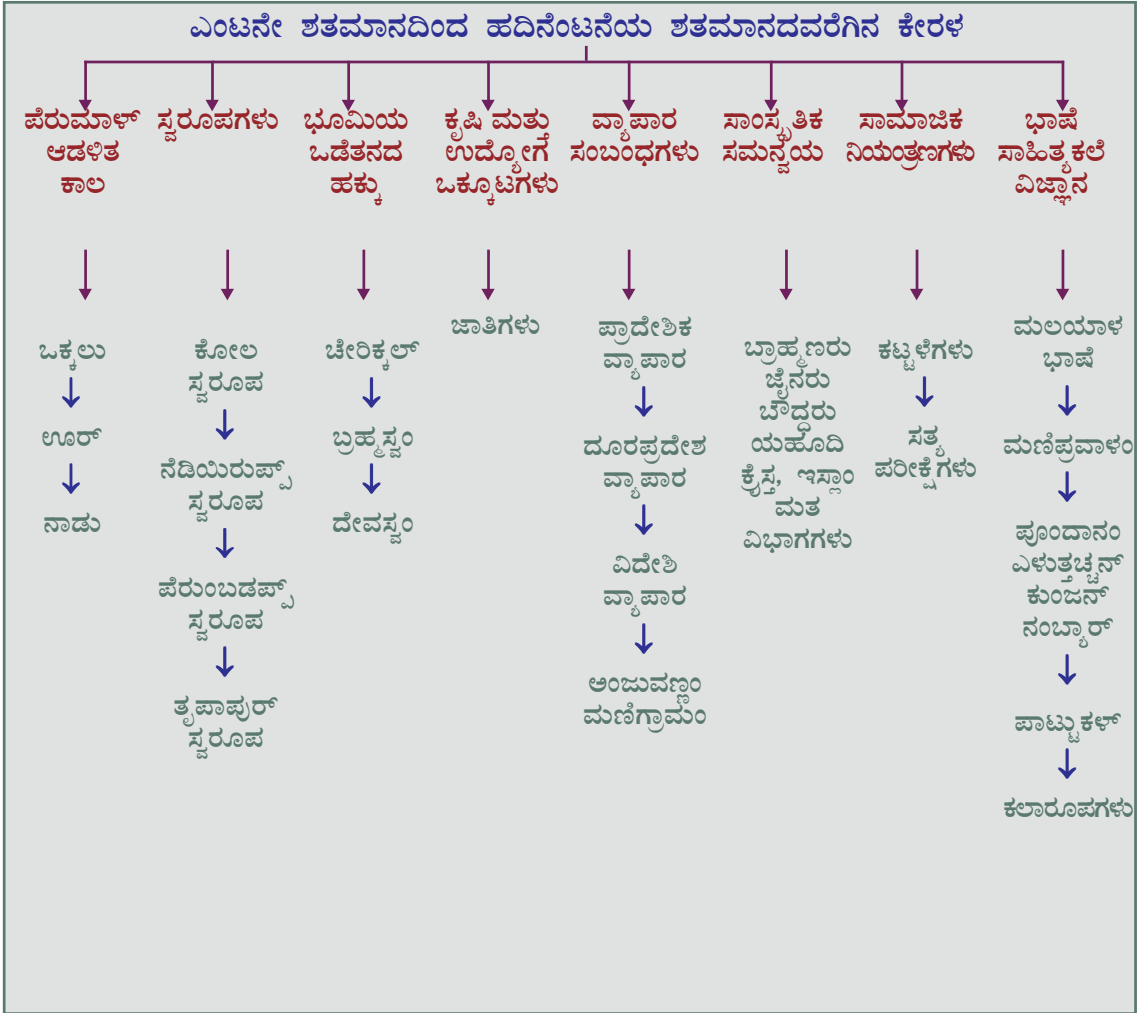 ಎಂಟನೇ ಶತಮಾನದಿಂದ ಹದಿನೆಂಟನೆಯ ಶತಮಾನದವರೆಗಿನ ಕೇರಳ
ಪೆರುಮಾಳ್
ಆಡಳಿತ
ಕಾಲ
ಒಕ್ಕಲು
ಊರ್
ನಾಡು
ಸ್ವರೂಪಗಳು
ಕೋಲ
ಸ್ವರೂಪ
ನೆಡಿಯಿರುಪ್ಪ್
ಸ್ವರೂಪ
ಪೆರುಂಬಡಪ್ಪ್
ಸ್ವರೂಪ
ತೃಪಾಪುರ್
ಸ್ವರೂಪ
ಭೂಮಿಯ
ಒಡೆತನದ
ಹಕ್ಕು
ಚೇರಿಕ್ಕಲ್
ಬ್ರಹ್ಮಸ್ವಂ
ದೇವಸ್ವಂ
ಕೃಷಿ ಮತ್ತು
ಉದ್ಯೋಗ
ಒಕ್ಕೂಟಗಳು
ಜಾತಿಗಳು
ವ್ಯಾಪಾರ
ಸಂಬಂಧಗಳು
ಪ್ರಾದೇಶಿಕ
ವ್ಯಾಪಾರ
ದೂರಪ್ರದೇಶ
ವ್ಯಾಪಾರ
ವಿದೇಶಿ
ವ್ಯಾಪಾರ
ಅಂಜುವಣ್ಣಂ
ಮಣಿಗ್ರಾಮಂ
ಸಾಂಸ್ಕೃತಿಕ
ಸಮನ್ವಯ
ಬ್ರಾಹ್ಮಣರು
ಜೈನರು
ಬೌದ್ಧರು
ಯಹೂದಿ
ಕ್ರೈಸ್ತ, ಇಸ್ಲಾಂ
ಮತ
ವಿಭಾಗಗಳು
ಸಾಮಾಜಿಕ
ನಿಯಂತ್ರಣಗಳು
ಕಟ್ಟಳೆಗಳು
ಸತ್ಯ
ಪರೀಕ್ಷೆಗಳು
ಭಾಷೆ
ಸಾಹಿತ್ಯಕಲೆ
ವಿಜ್ಞಾನ
ಮಲಯಾಳ
ಭಾಷೆ
ಮಣಿಪ್ರವಾಳಂ
ಪೂಂದಾನಂ
ಎಳುತ್ತಚ್ಚನ್
ಕುಂಜನ್
ನಂಬ್ಯಾರ್
ಪಾಟ್ಟುಕಳ್
ಕಲಾರೂಪಗಳು